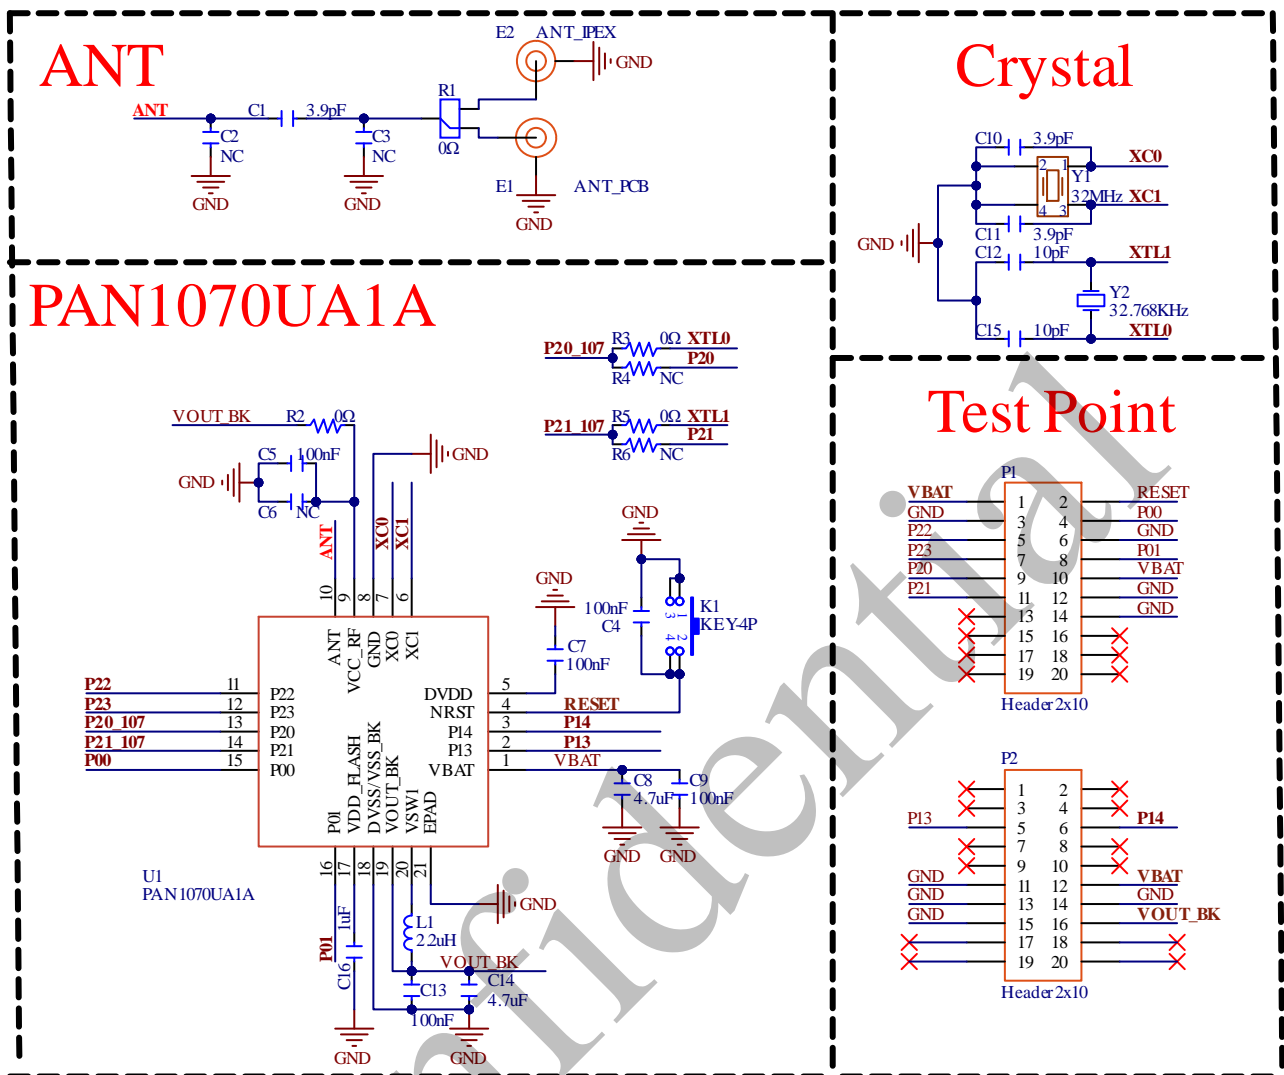 ANT
E2 ANT_IPEX
GND
ANT
C1 3.9pF
R1
C2
NC
C3
NC
0Ω
E1 ANT_PCB
GND
GND
GND
Crystal
C10 3.9pF
XC0
2 1
Y1
32MHz XC1
4 3
C11 3.9pF
GND
C12 10pF XTL1
Y2
32.768KHz
C15 10pF XTL0
PAN1070UA1A
P20_107
R3 0Ω XTL0
R4 NC P20
P21_107
R5 0Ω XTL1
R6 NC P21
VOUT_BK R2 0Ω
GND
C5 100nF
GND
C6 NC
ANT
XC0
XC1
10
9
8
7
6
ANT
VCC_RF
GND
XC0
XC1
GND
GND
100nF
C4
3 1
4 2
K1
KEY-4P
C7
100nF
P22 11 P22
P23 12 P23
P20_107 13 P20
P21_107 14 P21
P00 15 P00
DVDD 5
NRST 4 RESET
P14 3 P14
P13 2 P13
VBAT 1 VBAT
C8
4.7uF
C9
100nF
GND GND
P01
VDD_FLASH
DVSS/VSS_BK
VOUT_BK
VSW1
EPAD
16
17
18
19
20
21
U1
PAN1070UA1A
P01
1uF
C16
GND
L1
2.2uH
VOUT_BK
C13
100nF
C14
4.7uF
GND GND
Test Point
P1
VBAT 1 2 RESET
GND 3 4 P00
P22 5 6 GND
P23 7 8 P01
P20 9 10 VBAT
P21 11 12 GND
13 14 GND
15 16
17 18
19 20
Header 2x10
P2
1 2
3 4
P13 5 6 P14
7 8
9 10
GND 11 12 VBAT
GND 13 14 GND
GND 15 16 VOUT_BK
17 18
19 20
Header 2x10
nfidential